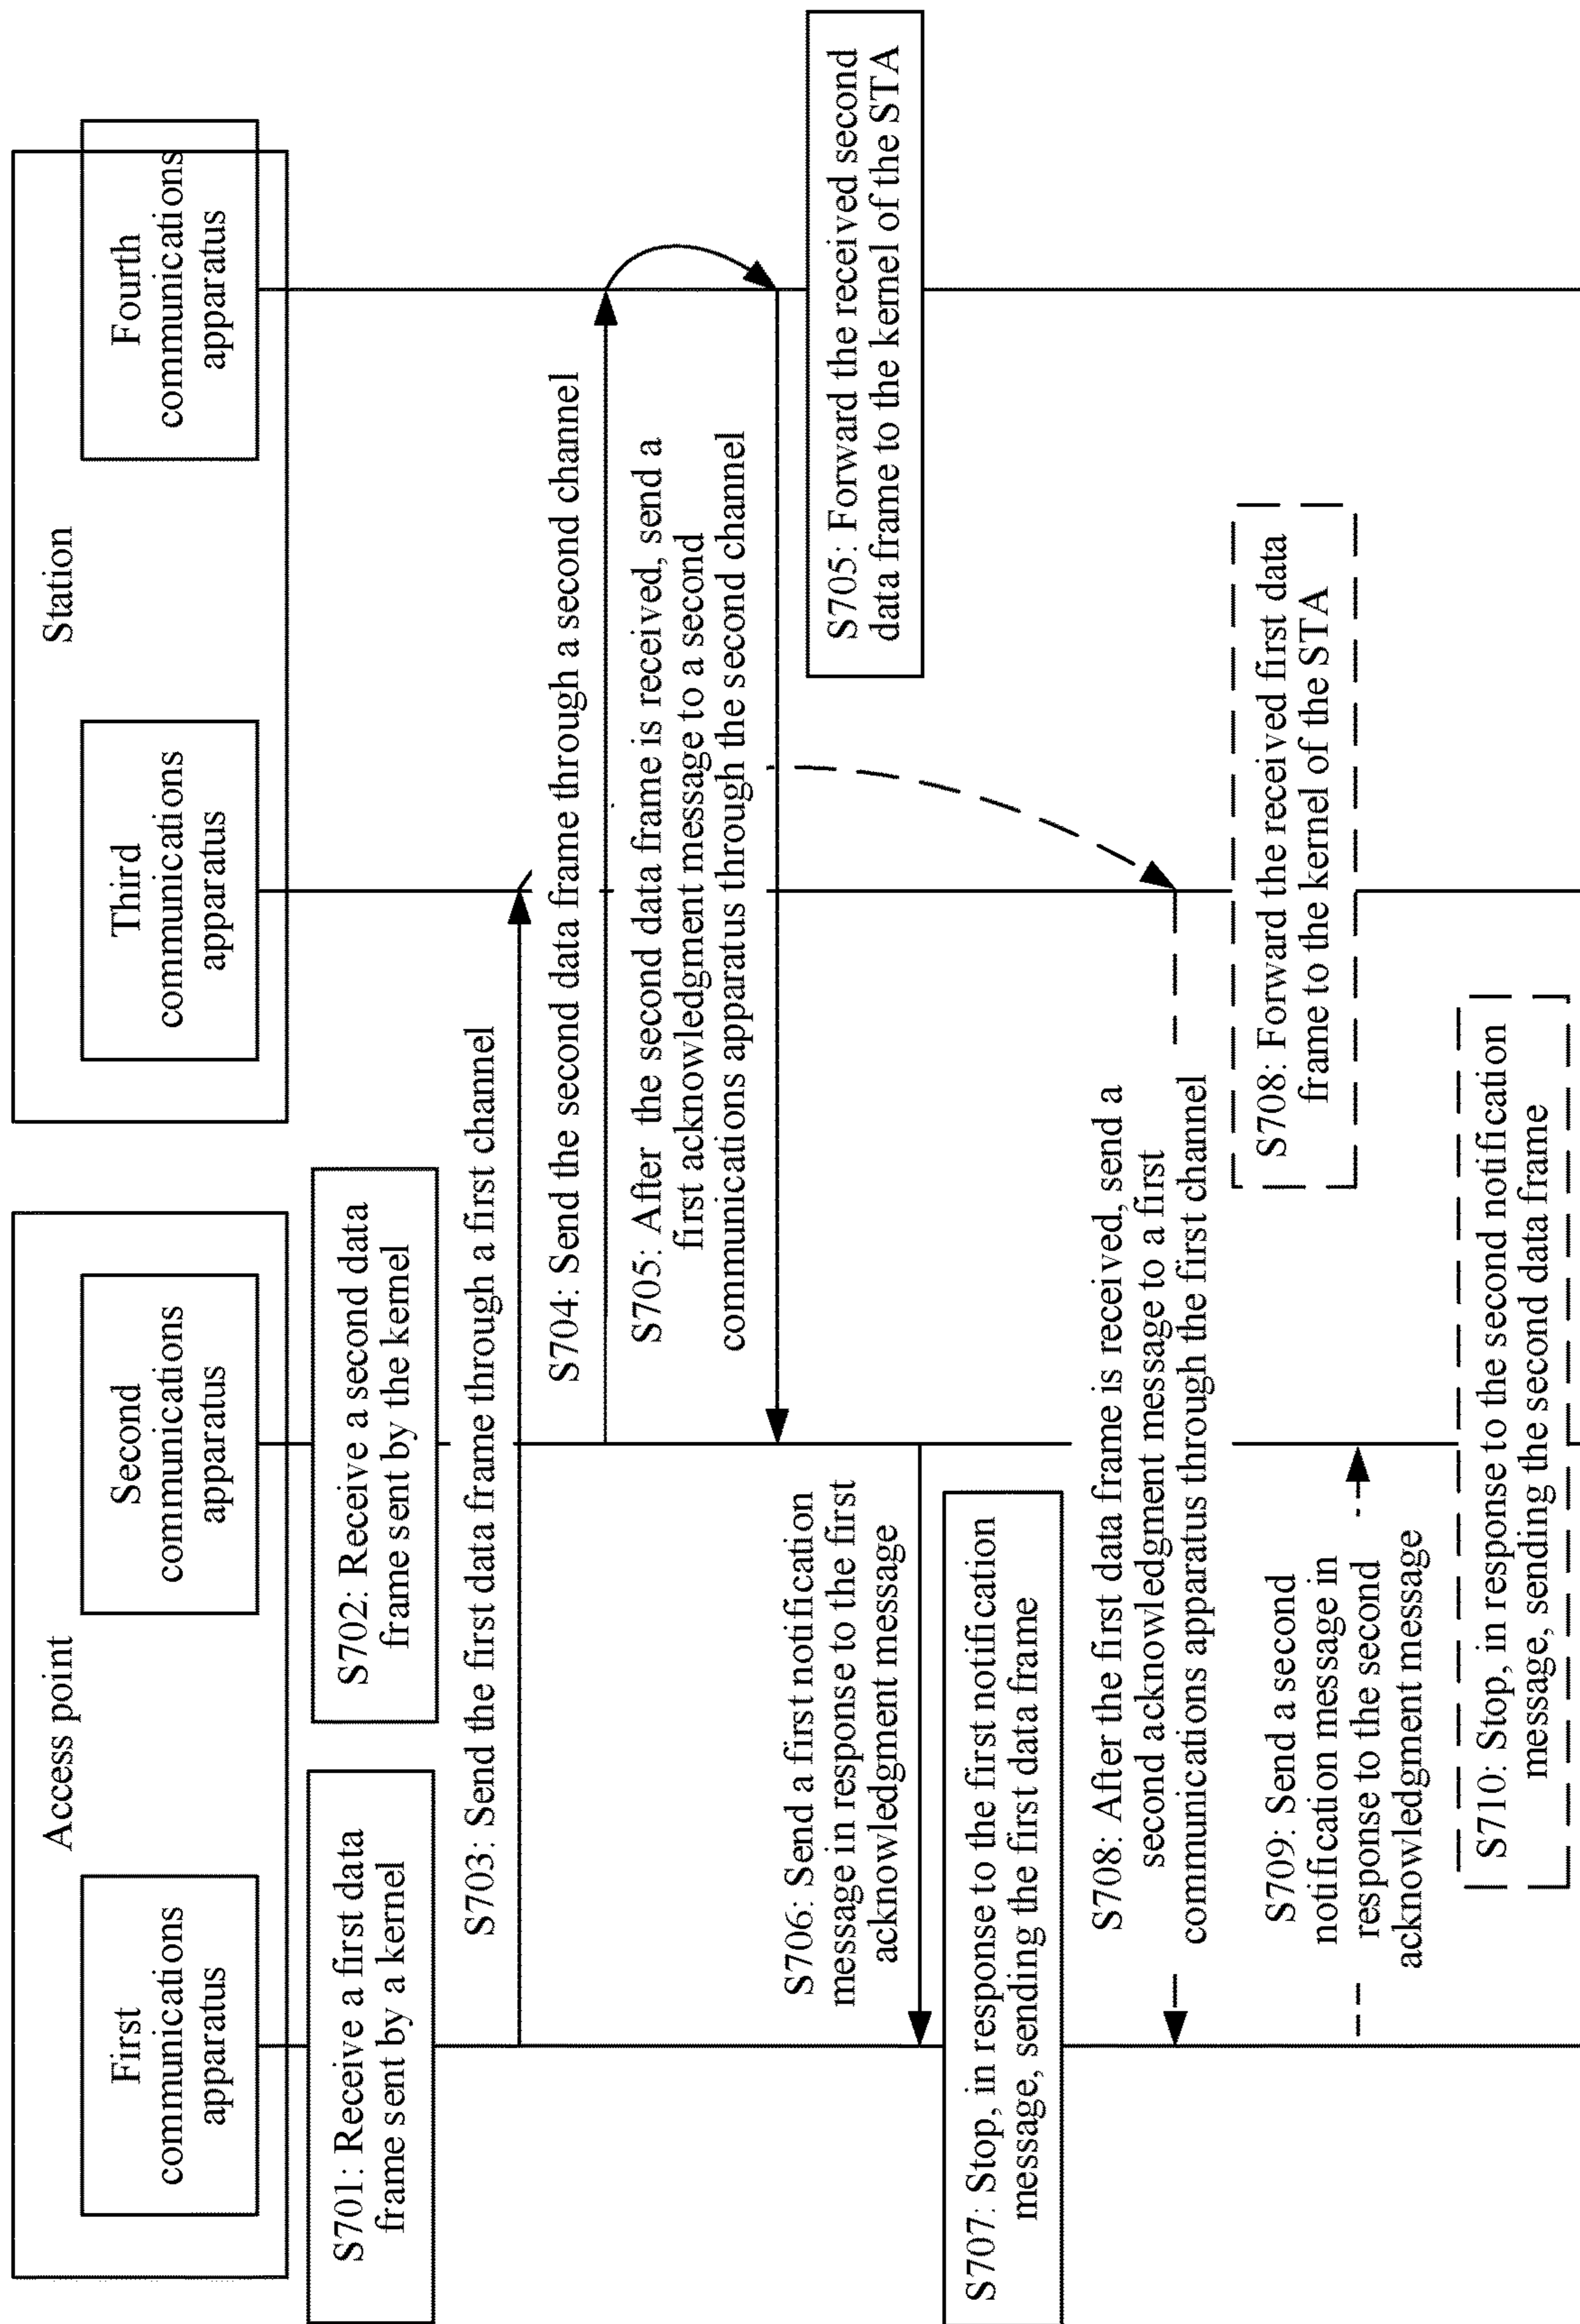 Access point
Station
First
communications
apparatus
Second
communications
apparatus
Third
communications
apparatus
Fourth
communications
apparatus
S701: Receive a first data
frame sent by a kernel
S702: Receive a second data
frame sent by the kernel
S703: Send the first data frame through a first channel
S704: Send the second data frame through a second channel
S705: After the second data frame is received, send a
first acknowledgment message to a second
communications apparatus through the second channel
S705: Forward the received second
data frame to the kernel of the STA
S706: Send a first notification
message in response to the first
acknowledgment message
S707: Stop, in response to the first notification
message, sending the first data frame
S708: After the first data frame is received, send a
second acknowledgment message to a first
communications apparatus through the first channel
S708: Forward the received first data
frame to the kernel of the STA
S709: Send a second
notification message in
response to the second
acknowledgment message
S710: Stop, in response to the second notification
message, sending the second data frame